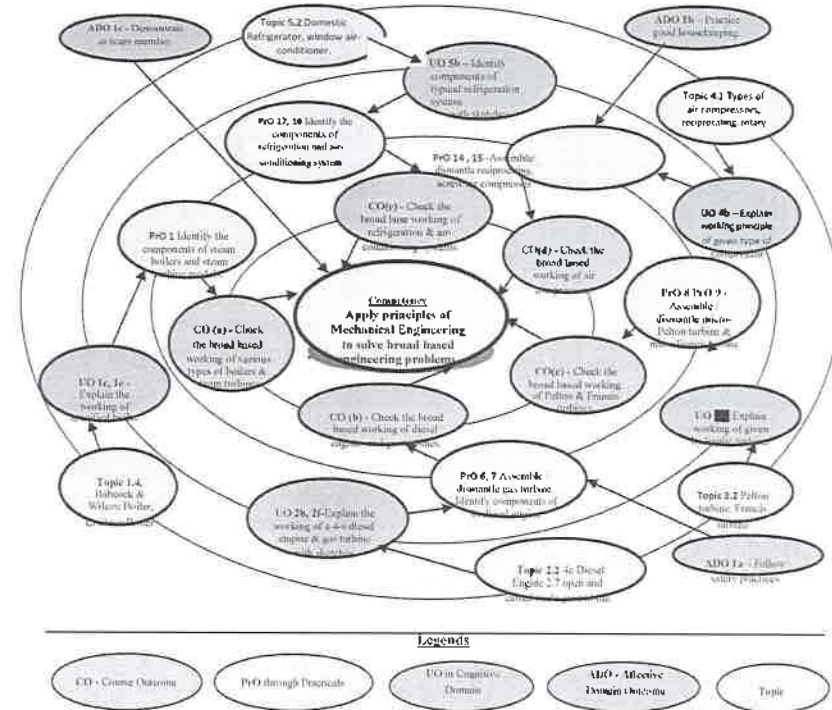 ADO 1c - Demonstrate
as team member
Topic 5.2 Domestic
Refrigerator, window air-
conditioner.
ADO 1b - Practice
good housekeeping
UO 5b – Identify
components of
typical refrigeration
system
Topic 4.1 Types of
air compressors,
reciprocating, rotary
PrO 17, 18 Identify the
components of
refrigeration and air-
conditioning system
PrO 14, 15 - Assemble/
dismantle reciprocating,
screw air compressor
UO 4b – Explain
working principle
of given type of
compressor
CO(e) - Check the
broad base working of
refrigeration & air-
PrO 1 Identify the
components of steam
boilers and steam
CO(d) - Check the
broad based
working of air
Competency
Apply principles of
Mechanical Engineering
to solve broad based
engineering problems
PrO 8 PrO 9 -
Assemble /
dismantle micro-
Pelton turbine &
CO (a) - Check
the broad based
working of various
types of boilers &
steam turbine
CO(c) - Check the
broad based working
of Pelton & Francis
turbines
UO 1c, 1e -
Explain the
working of
CO (b) - Check the broad
based working of diesel
UO Explain
working of given
PrO 6, 7 Assemble /
dismantle gas turbine
Identify components of
Topic 1.4,
Babcock &
Wilcox Boiler,
Topic 3.2 Pelton
turbine, Francis
turbine
UO 2b, 2f-Explain the
working of a 4-s diesel
engine & gas turbine
with sketches
Topic 2.2 4s Diesel
Engine 2.7 open and
ADO 1a - Follow
safety practices
Legends
CO - Course Outcome
PrO through Practicals
UO in Cognitive
Domain
ADO - Affective
Domain Outcome
Topic